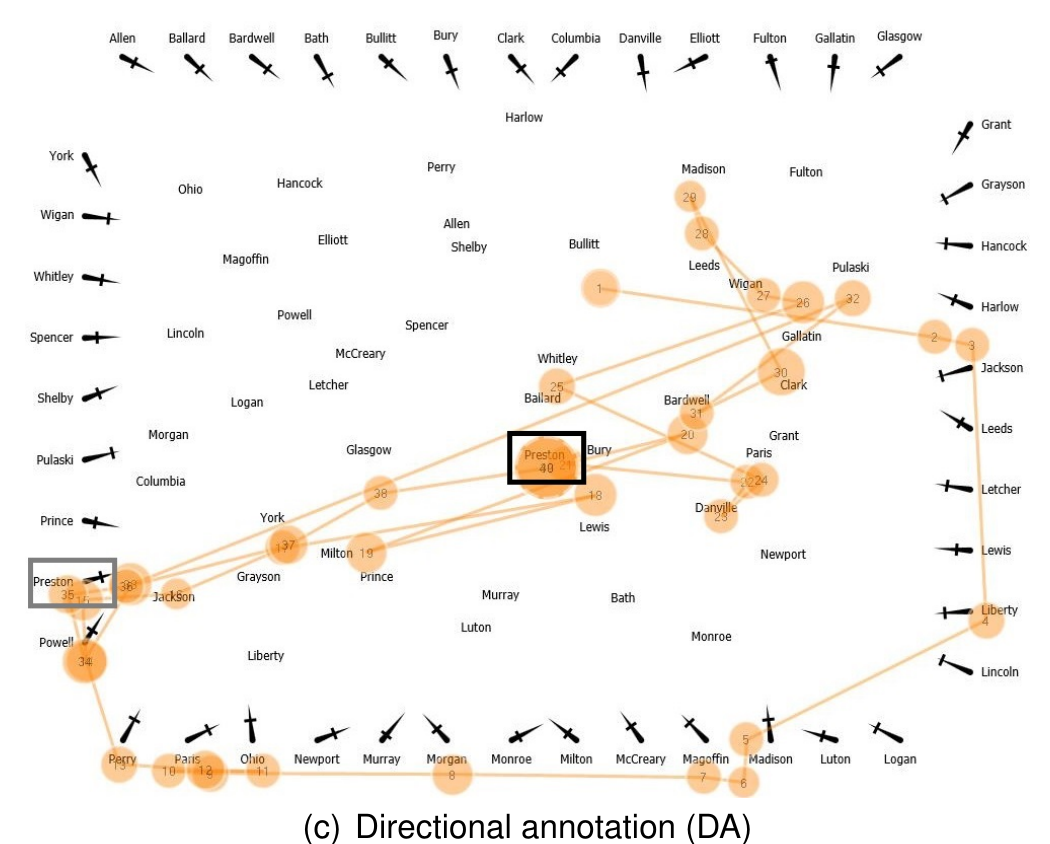 Allen Ballard Bardwell Bath Bullitt Bury Clark Columbia Danville Elliott Fulton Gallatin Glasgow
Harlow Grant
York Perry Madison Fulton
Ohio Hancock Grayson
29
Wigan Allen
28
Elliott Shelby Bullitt Hancock
Magoffin Leeds Pulaski
Whitley 1 Wigan 27 26 32
Powell Harlow
Spencer Lincoln Spencer Gallatin 2
3
McCreary Whitley Jackson
Letcher 25 30 Clark
Shelby Logan Ballard Bardwell
31
Morgan 20 Grant Leeds
Pulaski Glasgow Preston Bury Paris
40 21
Columbia 38 18 24 Letcher
Prince York Lewis Danville
23
37 Milton 19 Newport Lewis
Preston Grayson Prince
35 36 Jackson 16 Murray Bath Liberty
4
Powell Luton Monroe
34 Liberty Lincoln
5
Perry Paris Ohio Newport Murray Morgan Monroe Milton McCreary Magoffin Madison Luton Logan
13 10 12 11 8 7 6
(c) Directional annotation (DA)